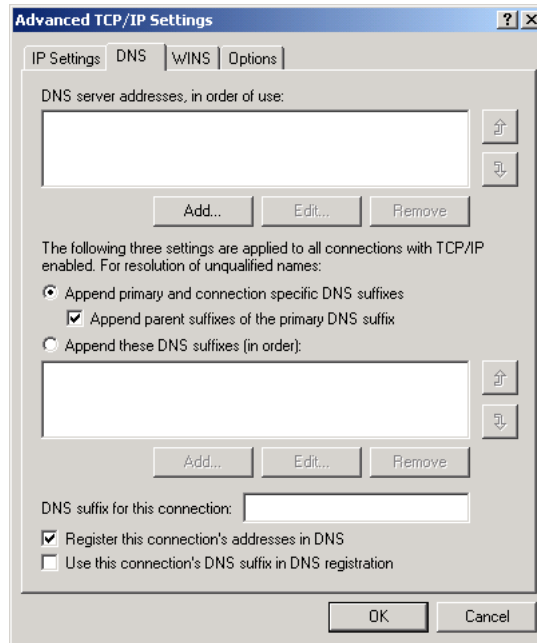 Advanced TCP/IP Settings
IP Settings DNS WINS Options
DNS server addresses, in order of use:
Add... Edit... Remove
The following three settings are applied to all connections with TCP/IP
enabled. For resolution of unqualified names:
Append primary and connection specific DNS suffixes
Append parent suffixes of the primary DNS suffix
Append these DNS suffixes (in order):
Add... Edit... Remove
DNS suffix for this connection:
Register this connection's addresses in DNS
Use this connection's DNS suffix in DNS registration
OK Cancel